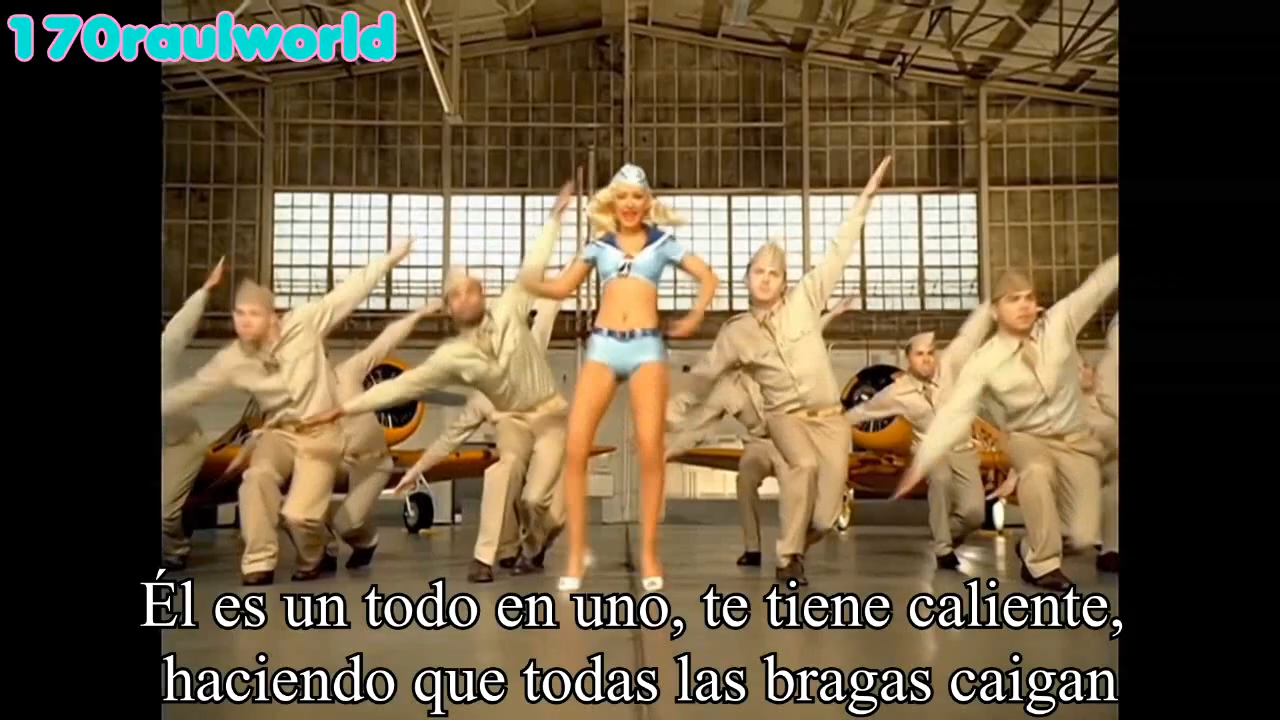 170raulworld
Él es un todo en uno, te tiene caliente,
haciendo que todas las bragas caigan